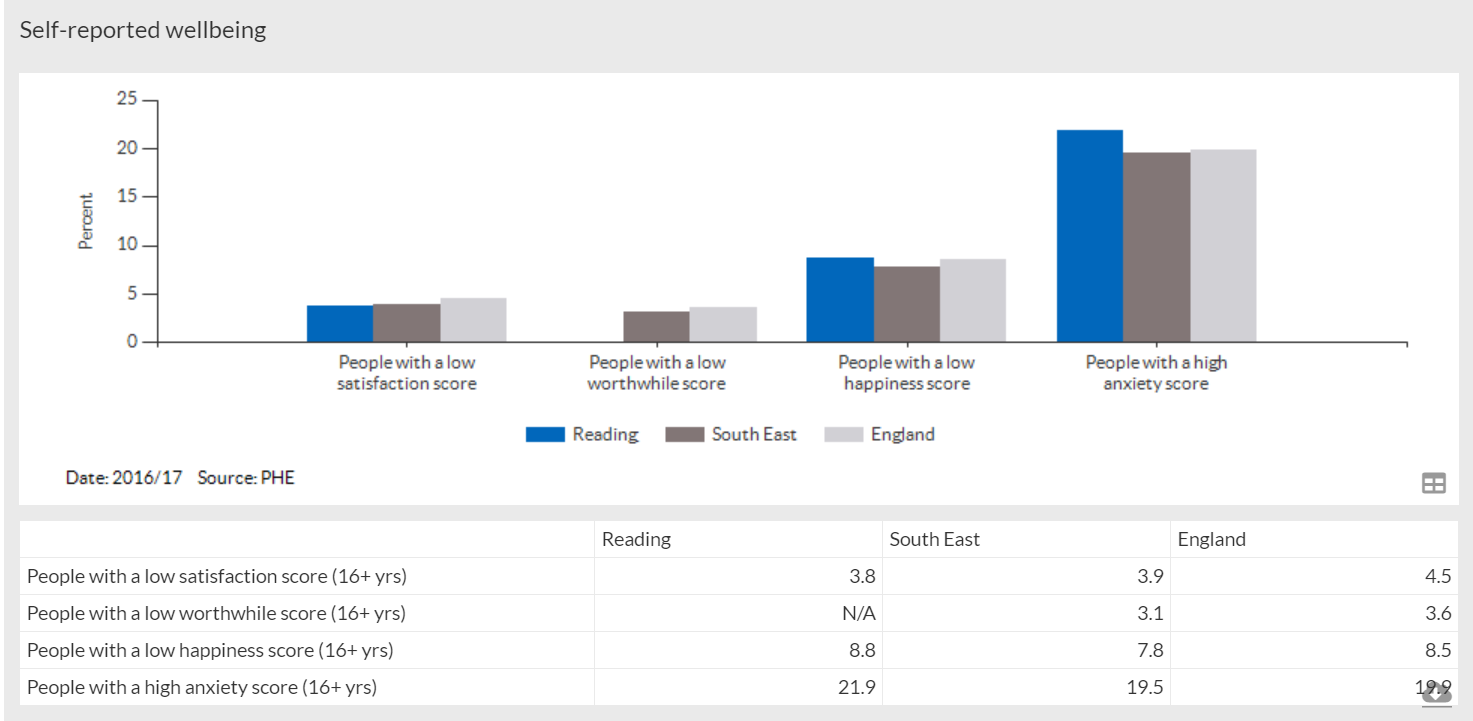 Self-reported wellbeing
25
20
15
10
5
0
Percent
People with a low
satisfaction score
People with a low
worthwhile score
People with a low
happiness score
People with a high
anxiety score
Reading South East England
Date: 2016/17 Source: PHE
Reading South East England
People with a low satisfaction score (16+ yrs) 3.8 3.9 4.5
People with a low worthwhile score (16+ yrs) N/A 3.1 3.6
People with a low happiness score (16+ yrs) 8.8 7.8 8.5
People with a high anxiety score (16+ yrs) 21.9 19.5 19.9